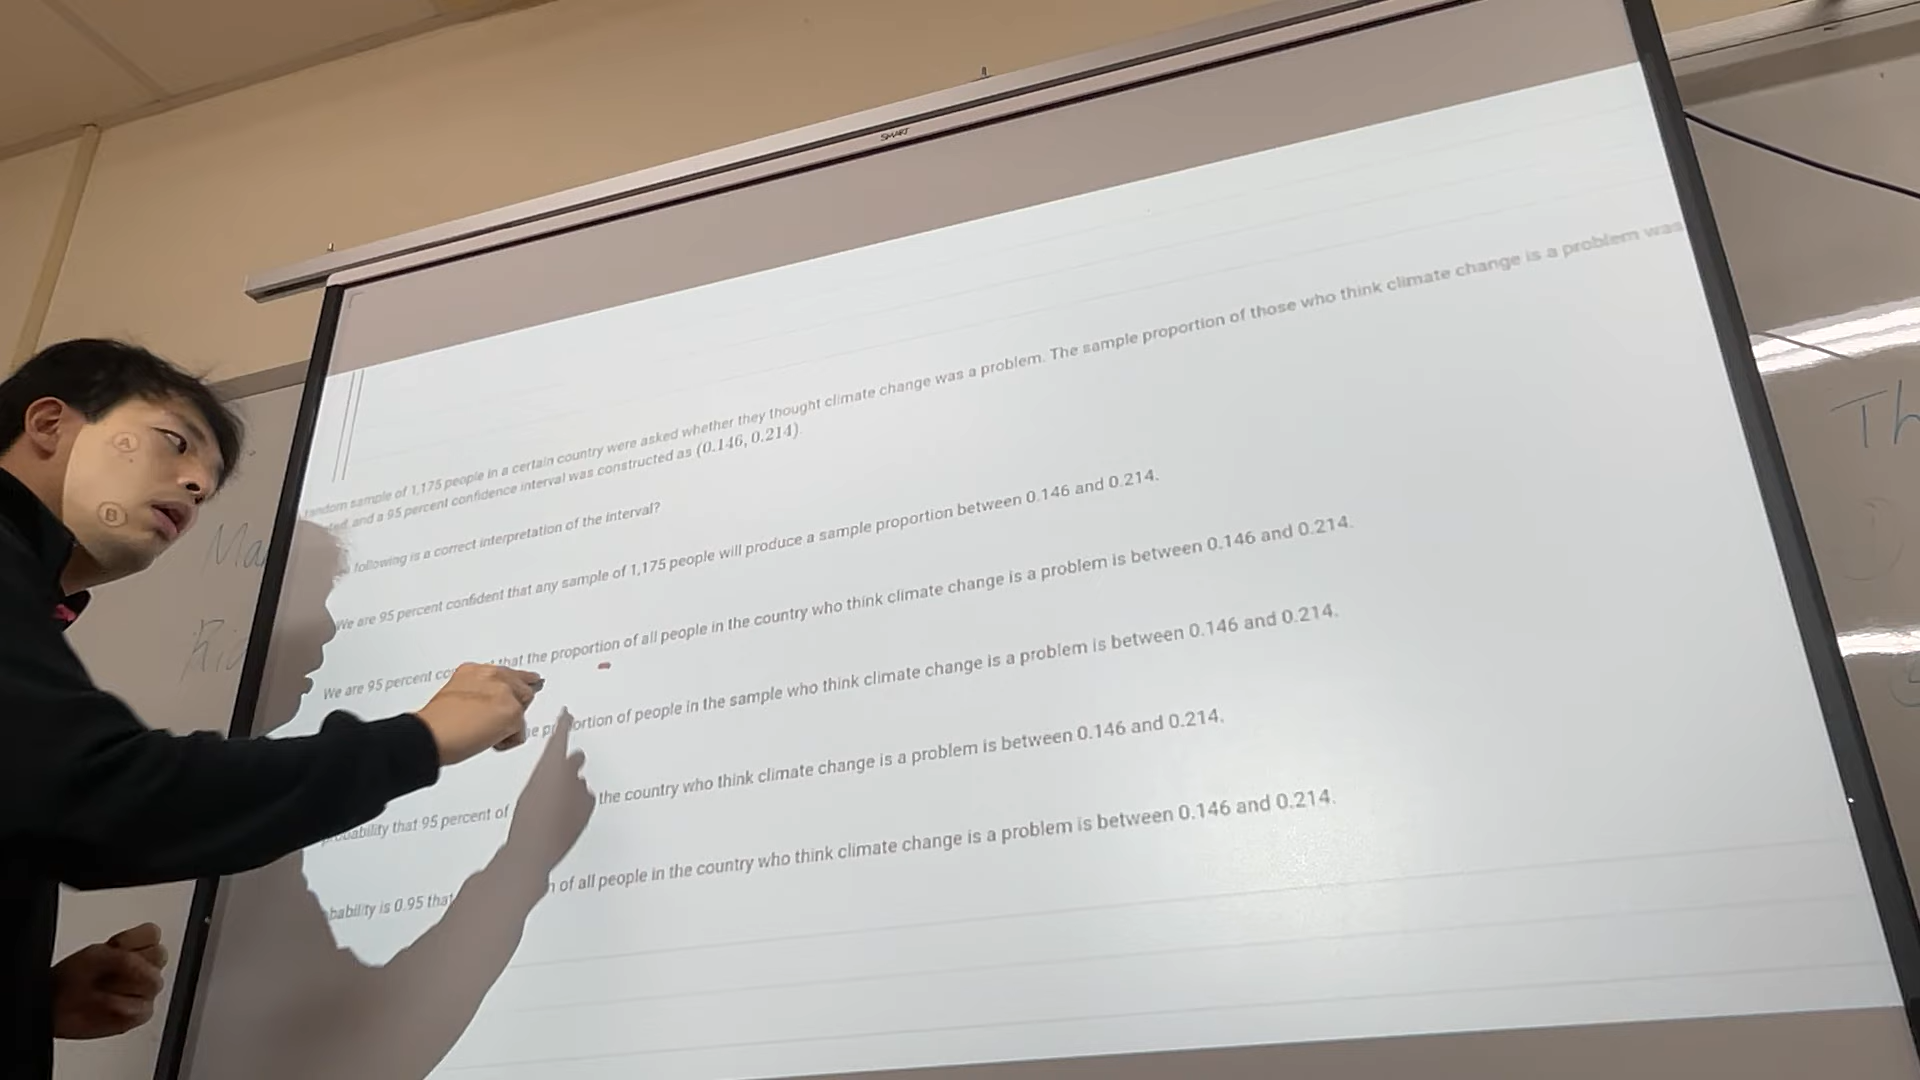 SMART
random sample of 1,175 people in a certain country were asked whether they thought climate change was a problem. The sample proportion of those who think climate change is a problem was
and a 95 percent confidence interval was constructed as (0.146, 0.214).
following is a correct interpretation of the interval?
A
We are 95 percent confident that any sample of 1,175 people will produce a sample proportion between 0.146 and 0.214.
B
We are 95 percent that the proportion of all people in the country who think climate change is a problem is between 0.146 and 0.214.
proportion of people in the sample who think climate change is a problem is between 0.146 and 0.214.
that 95 percent of the country who think climate change is a problem is between 0.146 and 0.214.
is 0.95 that of all people in the country who think climate change is a problem is between 0.146 and 0.214.
Th